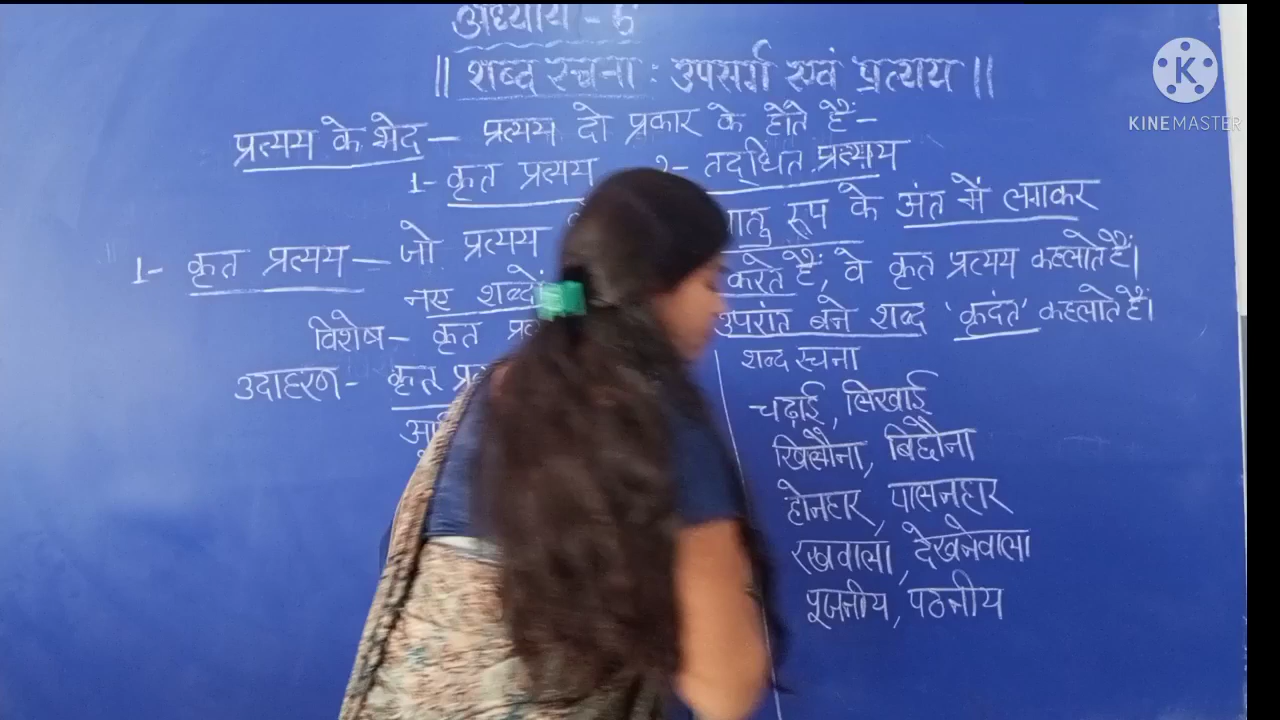 अध्याय - 6
|| शब्द रचना : उपसर्ग एवं प्रत्यय ||
प्रत्यय के भेद - प्रत्यय दो प्रकार के होते हैं -
1- कृत प्रत्यय 2- तद्धित प्रत्यय
1- कृत प्रत्यय - जो प्रत्यय धातु रूप के अंत में लगकर
नए शब्दों करते हैं, वे कृत प्रत्यय कहलाते हैं।
विशेष - कृत उपरांत बने शब्द 'कृदंत' कहलाते हैं।
उदाहरण - कृत शब्द रचना
चढ़ाई, लिखाई
खिलौना, बिछौना
होनहार, पालनहार
रखवाला, देखनेवाला
पूजनीय, पठनीय
KINEMASTER